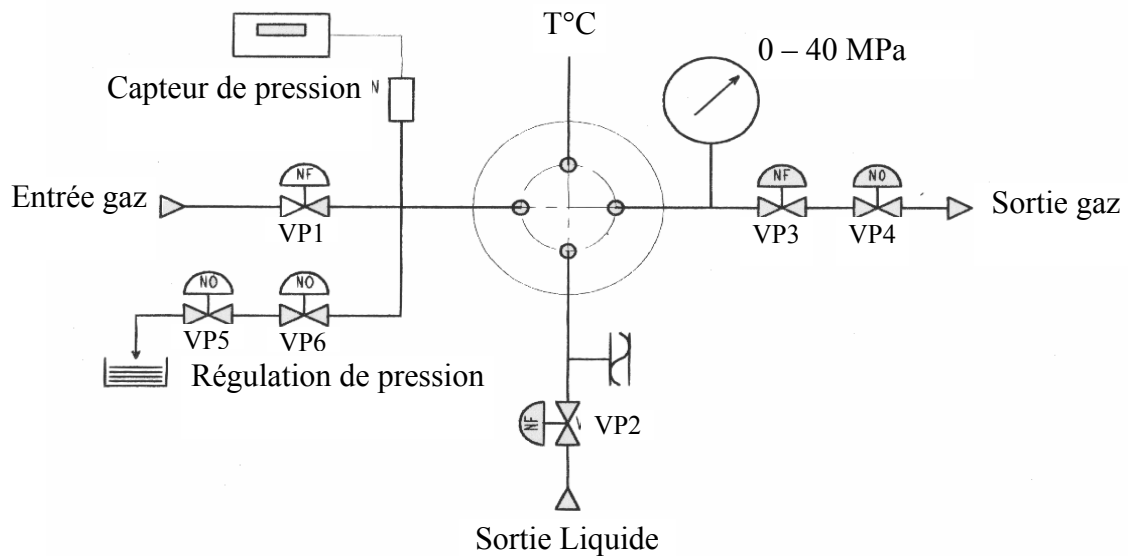 T°C
0 – 40 MPa
Capteur de pression
N
NF
NF
NO
Entrée gaz
Sortie gaz
VP1
VP3
VP4
NO
NO
VP5
VP6
Régulation de pression
NF
VP2
Sortie Liquide